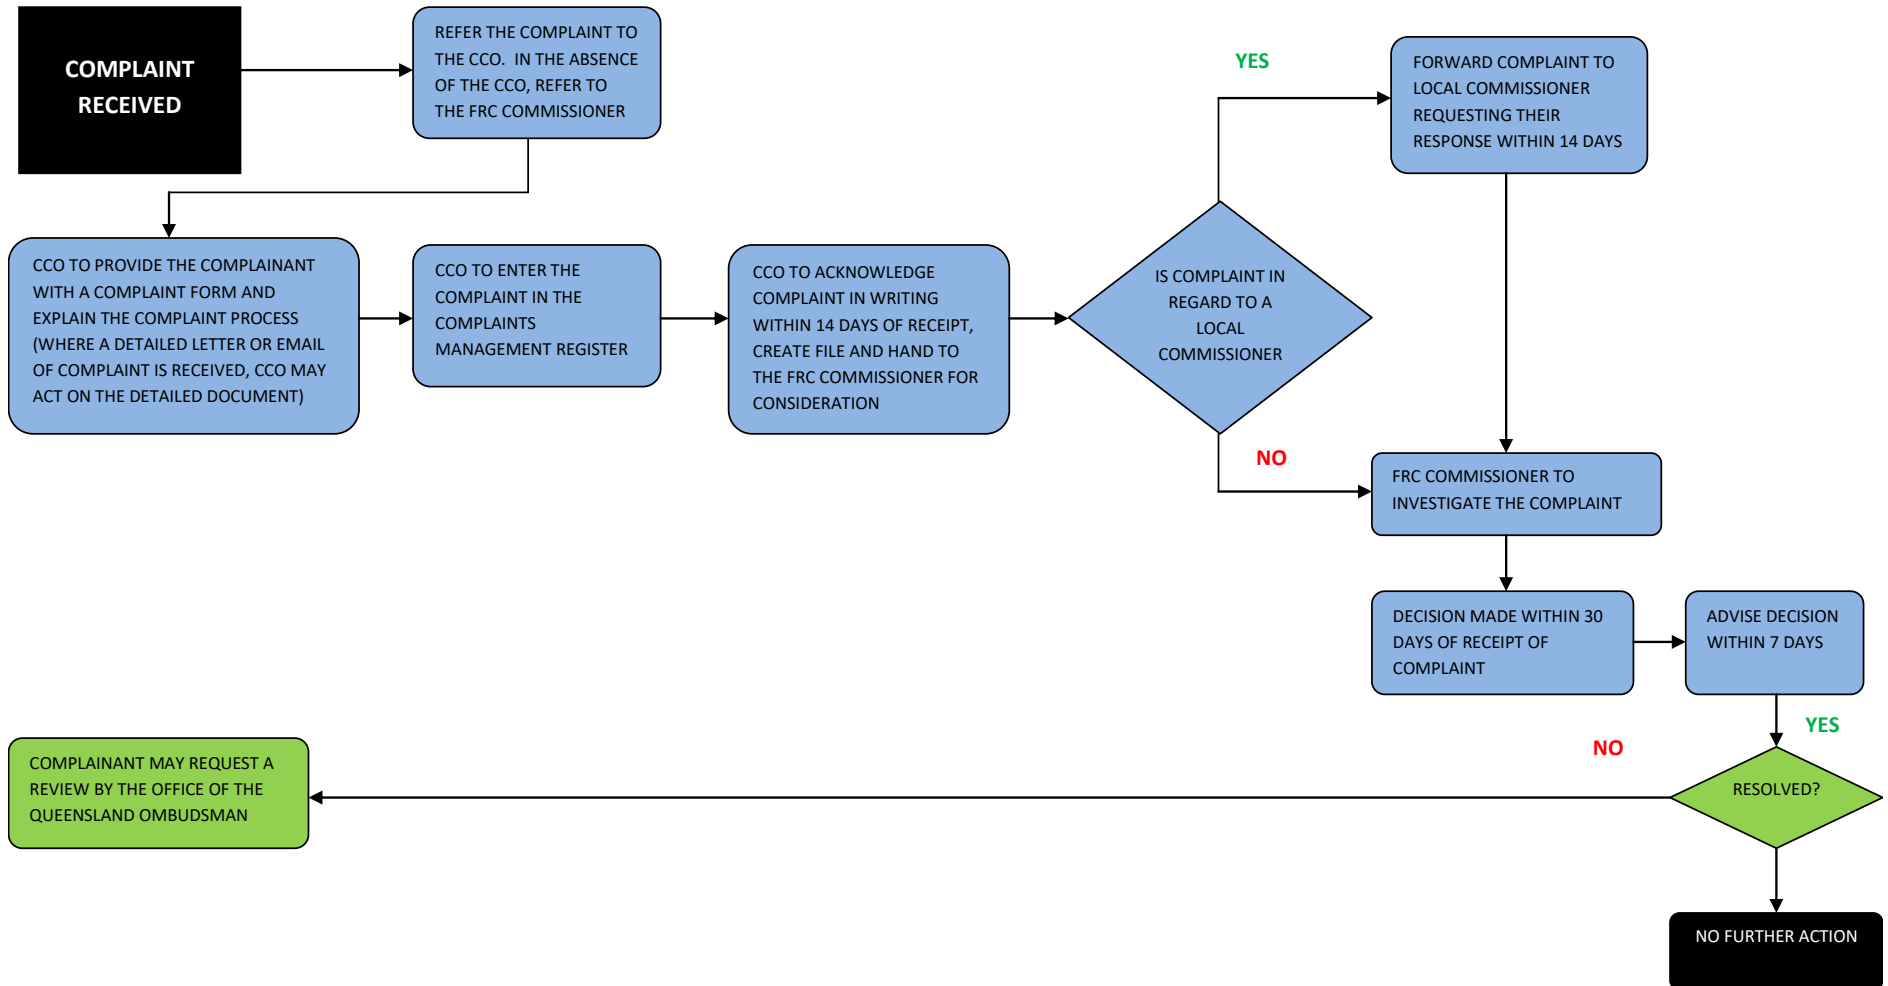 COMPLAINT
RECEIVED
REFER THE COMPLAINT TO
THE CCO.  IN THE ABSENCE
OF THE CCO, REFER TO
THE FRC COMMISSIONER
CCO TO PROVIDE THE COMPLAINANT
WITH A COMPLAINT FORM AND
EXPLAIN THE COMPLAINT PROCESS
(WHERE A DETAILED LETTER OR EMAIL
OF COMPLAINT IS RECEIVED, CCO MAY
ACT ON THE DETAILED DOCUMENT)
CCO TO ENTER THE
COMPLAINT IN THE
COMPLAINTS
MANAGEMENT REGISTER
CCO TO ACKNOWLEDGE
COMPLAINT IN WRITING
WITHIN 14 DAYS OF RECEIPT,
CREATE FILE AND HAND TO
THE FRC COMMISSIONER FOR
CONSIDERATION
IS COMPLAINT IN
REGARD TO A
LOCAL
COMMISSIONER
YES
FORWARD COMPLAINT TO
LOCAL COMMISSIONER
REQUESTING THEIR
RESPONSE WITHIN 14 DAYS
NO
FRC COMMISSIONER TO
INVESTIGATE THE COMPLAINT
DECISION MADE WITHIN 30
DAYS OF RECEIPT OF
COMPLAINT
ADVISE DECISION
WITHIN 7 DAYS
YES
NO
RESOLVED?
COMPLAINANT MAY REQUEST A
REVIEW BY THE OFFICE OF THE
QUEENSLAND OMBUDSMAN
NO FURTHER ACTION